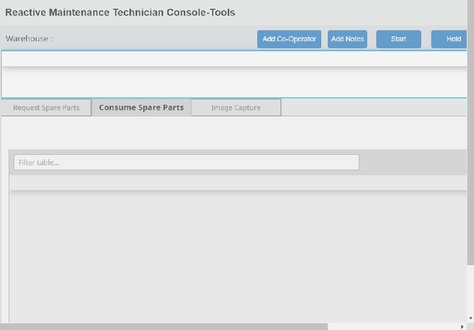 Reactive Maintenance Technician Console-Tools
Warehouse :
Add Co-Operator
Add Notes
Start
Hold
Request Spare Parts
Consume Spare Parts
Image Capture
Filter table...